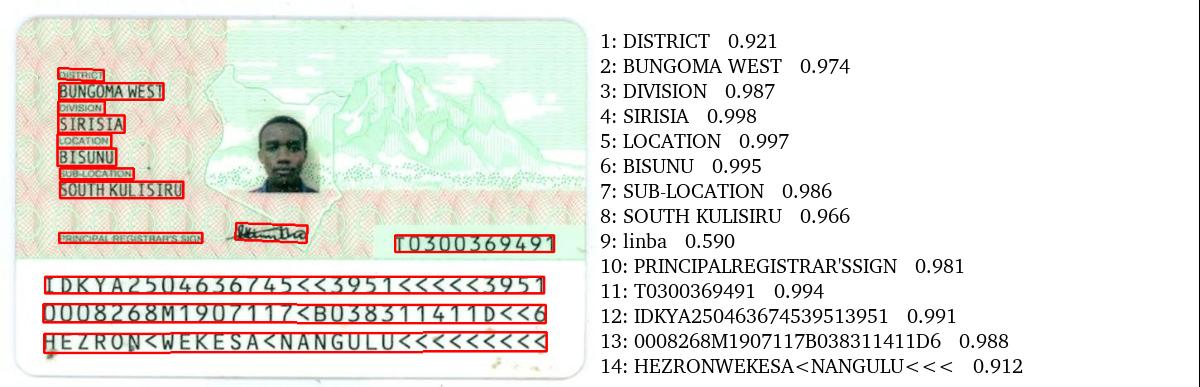 DISTRICT
BUNGOMA WEST
DIVISION
SIRISIA
LOCATION
BISUNU
SUB-LOCATION
SOUTH KULISIRU
PRINCIPAL REGISTRAR'S SIGN
T0300369491
IDKYA2504636745<<3951<<<<<3951
0008268M1907117<B038311411D<<6
HEZRON<WEKESA<NANGULU<<<<<<<<<
1: DISTRICT 0.921
2: BUNGOMA WEST 0.974
3: DIVISION 0.987
4: SIRISIA 0.998
5: LOCATION 0.997
6: BISUNU 0.995
7: SUB-LOCATION 0.986
8: SOUTH KULISIRU 0.966
9: linba 0.590
10: PRINCIPALREGISTRAR'SSIGN 0.981
11: T0300369491 0.994
12: IDKYA250463674539513951 0.991
13: 0008268M1907117B038311411D6 0.988
14: HEZRONWEKESA<NANGULU<<< 0.912